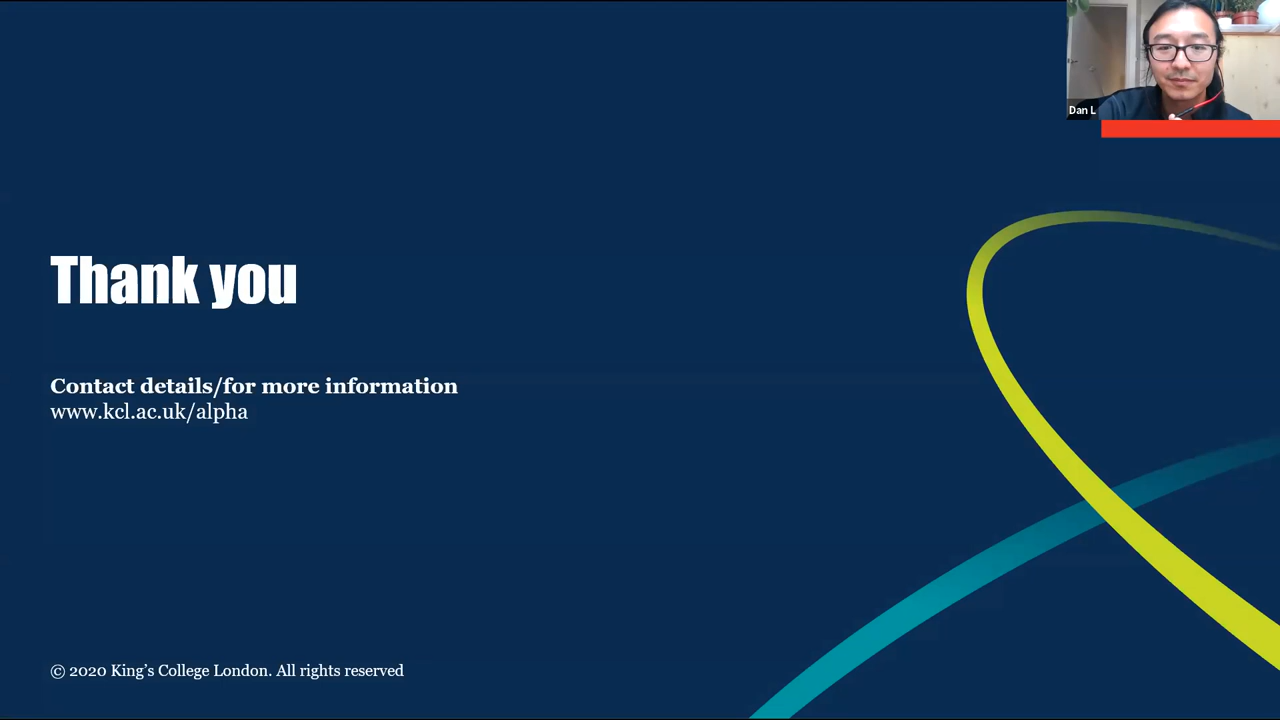 Dan L
Thank you
Contact details/for more information
www.kcl.ac.uk/alpha
© 2020 King's College London. All rights reserved